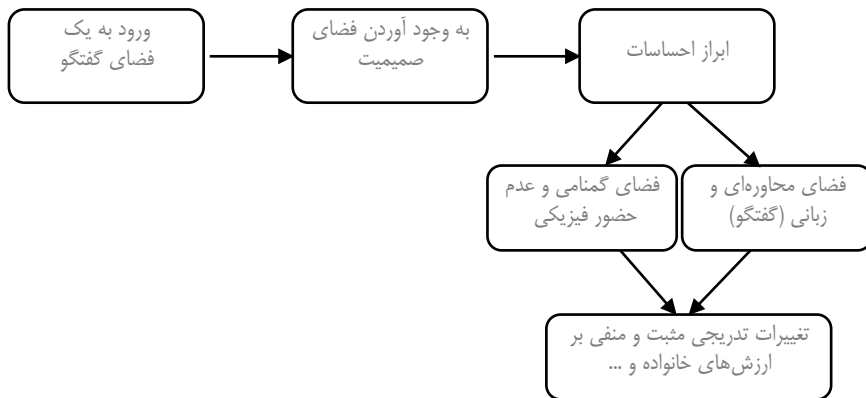 ورود به یک
فضای گفتگو
به وجود آوردن فضای
صمیمیت
ابراز احساسات
فضای گمنامی و عدم
حضور فیزیکی
فضای محاوره‌ای و
زبانی (گفتگو)
تغییرات تدریجی مثبت و منفی بر
ارزش‌های خانواده و ...